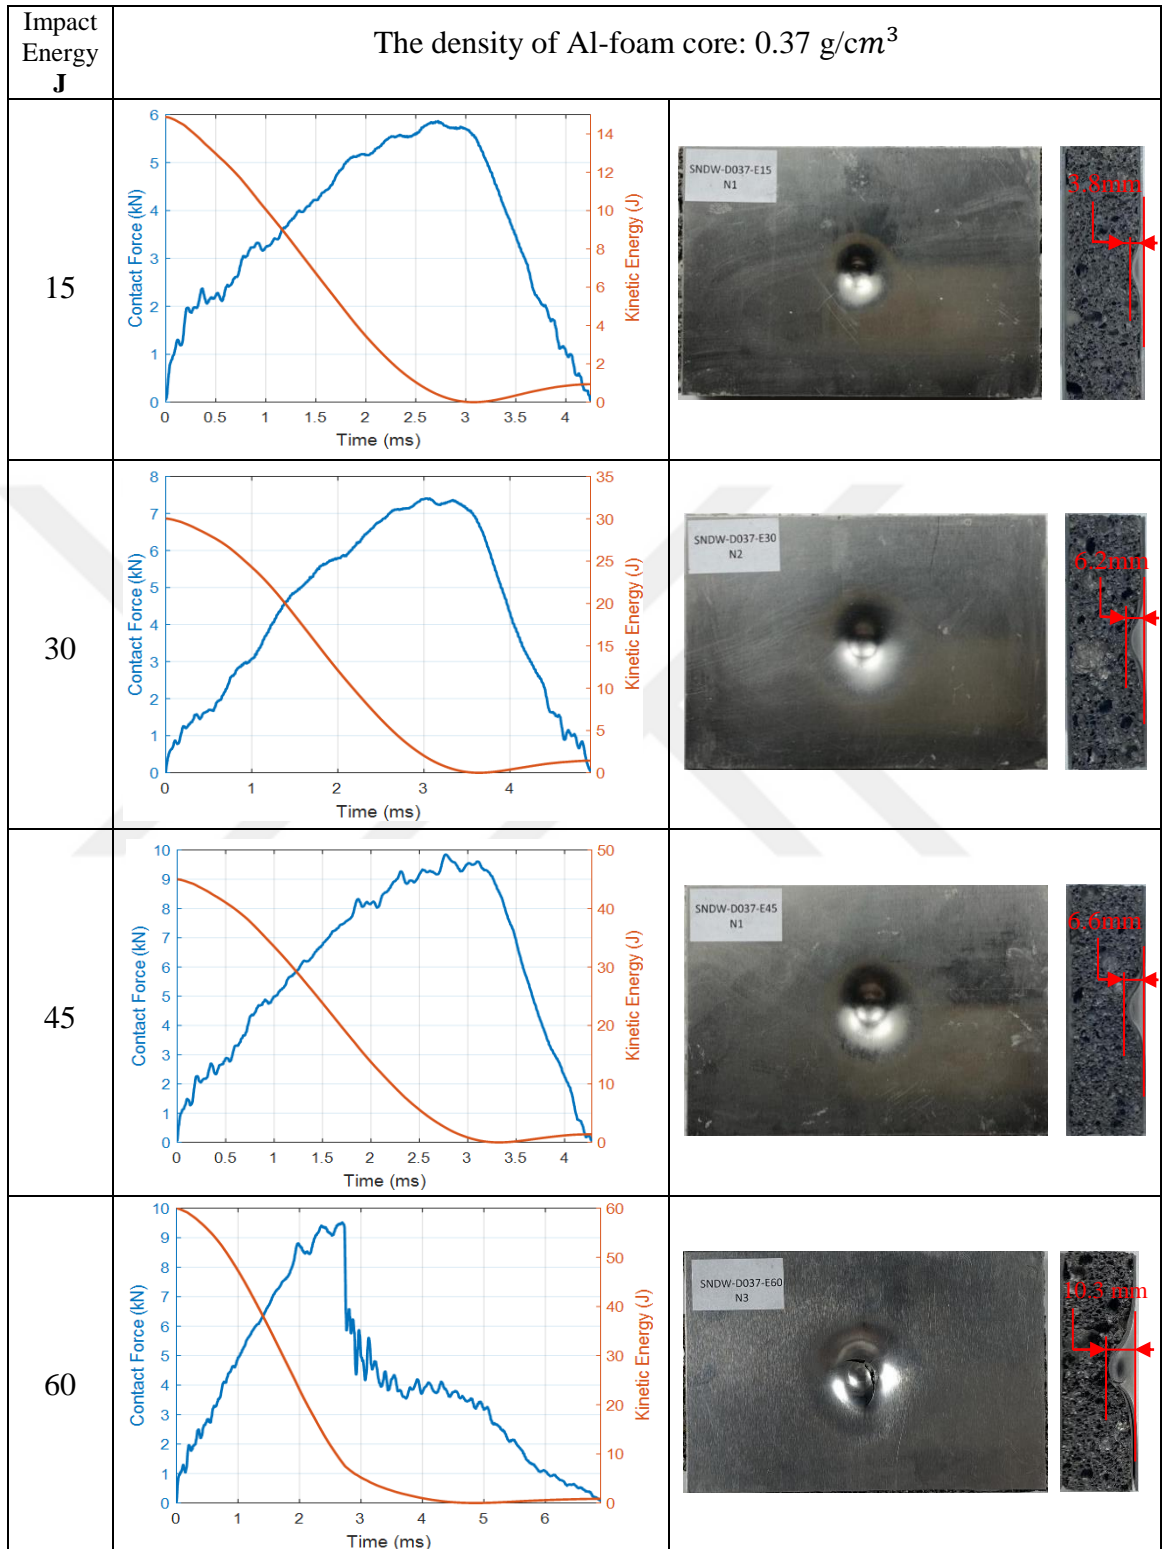 Impact
Energy
J
The density of Al-foam core: 0.37 g/cm³
15
6
5
4
3
2
1
0
Contact Force (kN)
14
12
10
8
6
4
2
0
Kinetic Energy (J)
0 0.5 1 1.5 2 2.5 3 3.5 4
Time (ms)
SNDW-D037-E15
N1
3.8mm
30
8
7
6
5
4
3
2
1
0
Contact Force (kN)
35
30
25
20
15
10
5
0
Kinetic Energy (J)
0 1 2 3 4
Time (ms)
SNDW-D037-E30
N2
6.2mm
45
10
9
8
7
6
5
4
3
2
1
0
Contact Force (kN)
50
40
30
20
10
0
Kinetic Energy (J)
0 0.5 1 1.5 2 2.5 3 3.5 4
Time (ms)
SNDW-D037-E45
N1
6.6mm
60
10
9
8
7
6
5
4
3
2
1
0
Contact Force (kN)
60
50
40
30
20
10
0
Kinetic Energy (J)
0 1 2 3 4 5 6
Time (ms)
SNDW-D037-E60
N3
10.3 mm